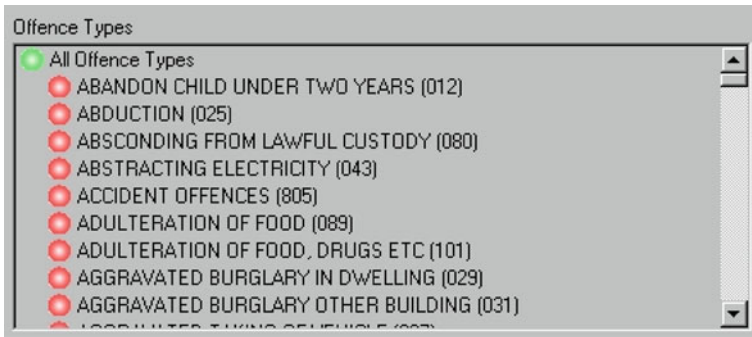 Offence Types
All Offence Types
ABANDON CHILD UNDER TWO YEARS (012)
ABDUCTION (025)
ABSCONDING FROM LAWFUL CUSTODY (080)
ABSTRACTING ELECTRICITY (043)
ACCIDENT OFFENCES (805)
ADULTERATION OF FOOD (089)
ADULTERATION OF FOOD, DRUGS ETC (101)
AGGRAVATED BURGLARY IN DWELLING (029)
AGGRAVATED BURGLARY OTHER BUILDING (031)